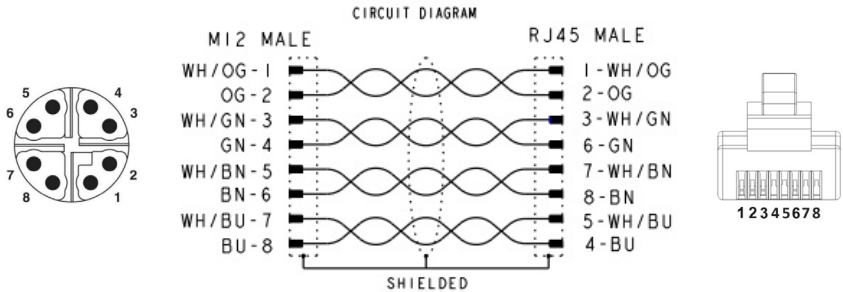 CIRCUIT DIAGRAM
M12 MALE
RJ45 MALE
WH/OG-1
1-WH/OG
OG-2
2-OG
WH/GN-3
3-WH/GN
GN-4
6-GN
WH/BN-5
7-WH/BN
BN-6
8-BN
WH/BU-7
5-WH/BU
BU-8
4-BU
SHIELDED
5
4
6
3
7
2
8
1
12345678